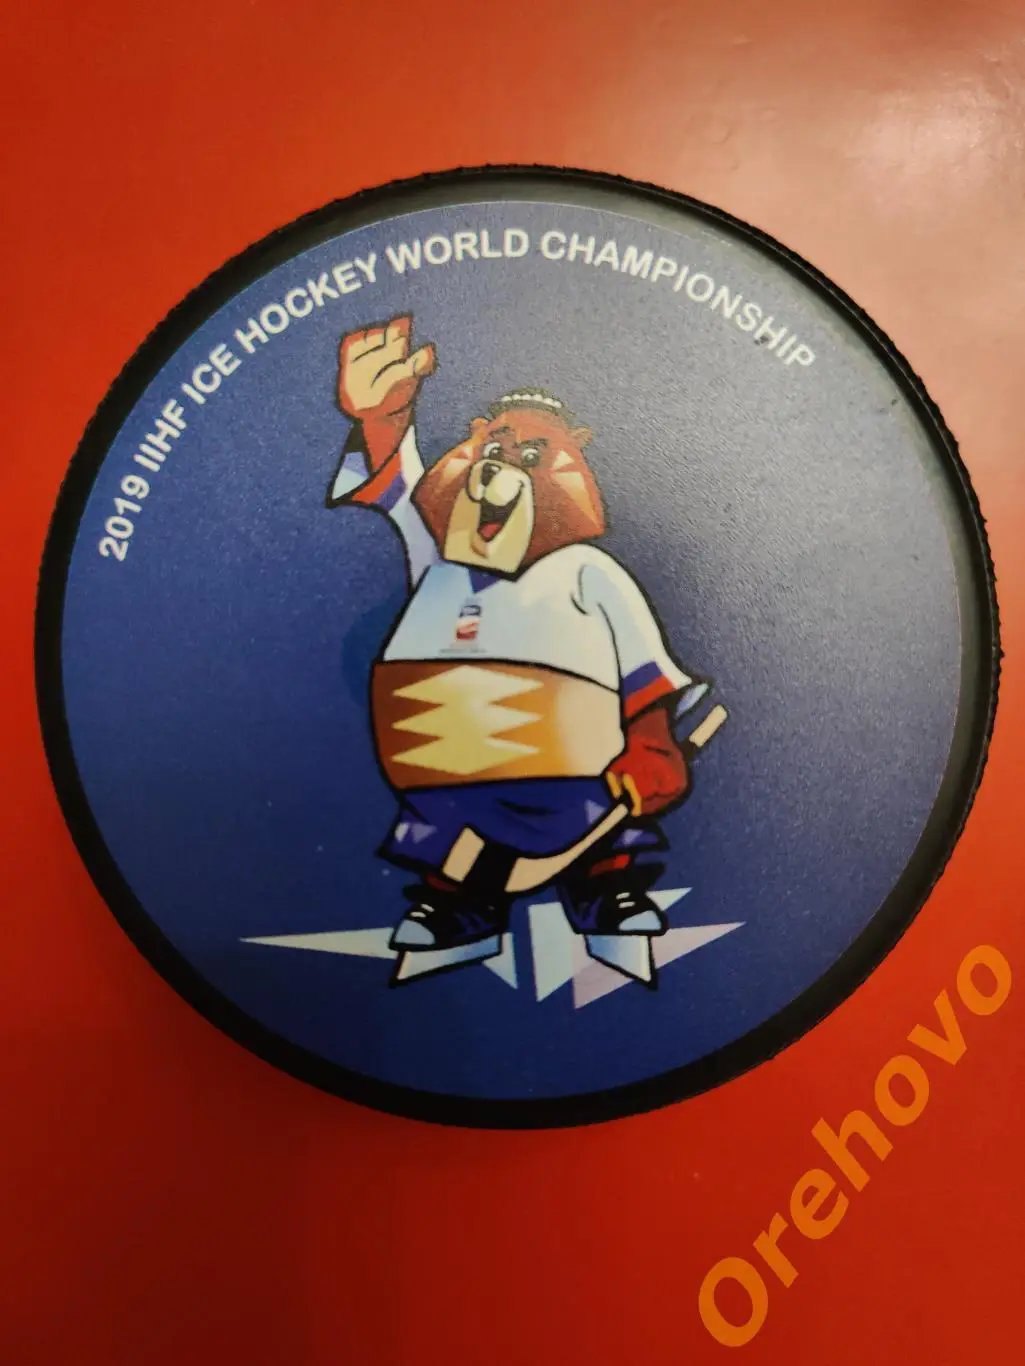 2019 IIHF ICE HOCKEY WORLD CHAMPIONSHIP
Orehovo